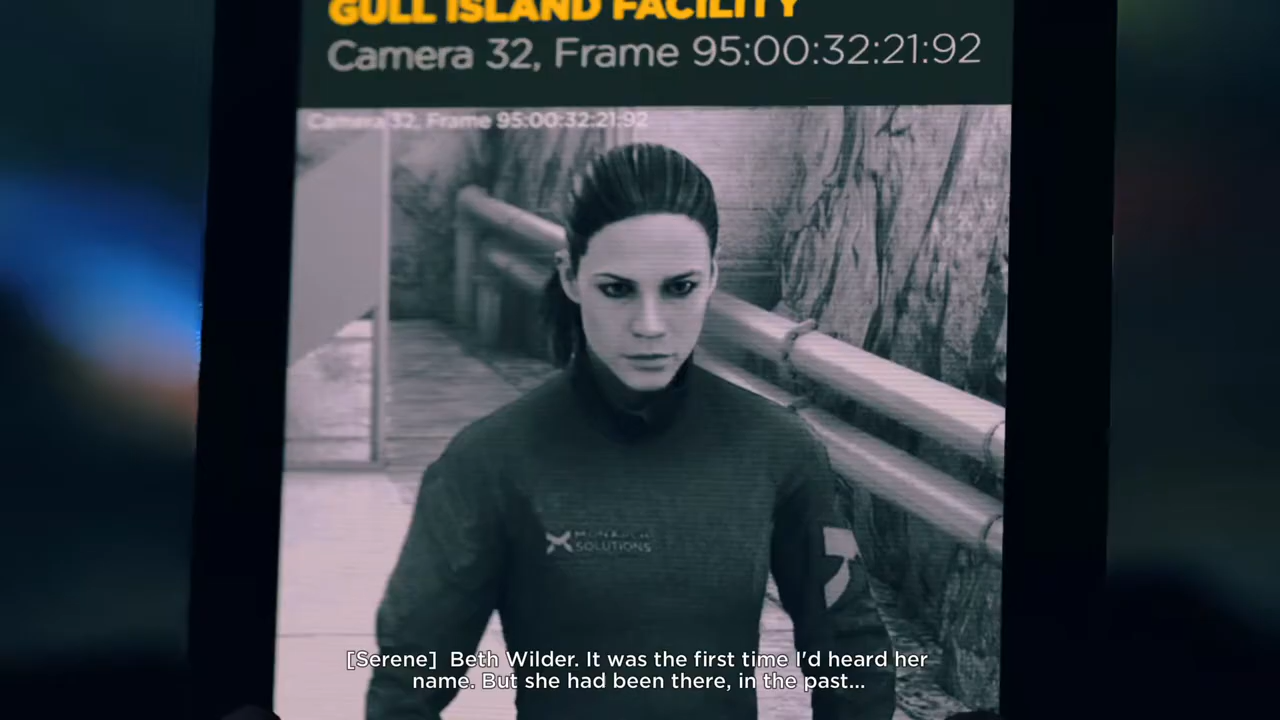 GULL ISLAND FACILITY
Camera 32, Frame 95:00:32:21:92
Camera 32, Frame 95:00:32:21:92
MONARCH
SOLUTIONS
[Serene]  Beth Wilder. It was the first time I'd heard her
name. But she had been there, in the past...